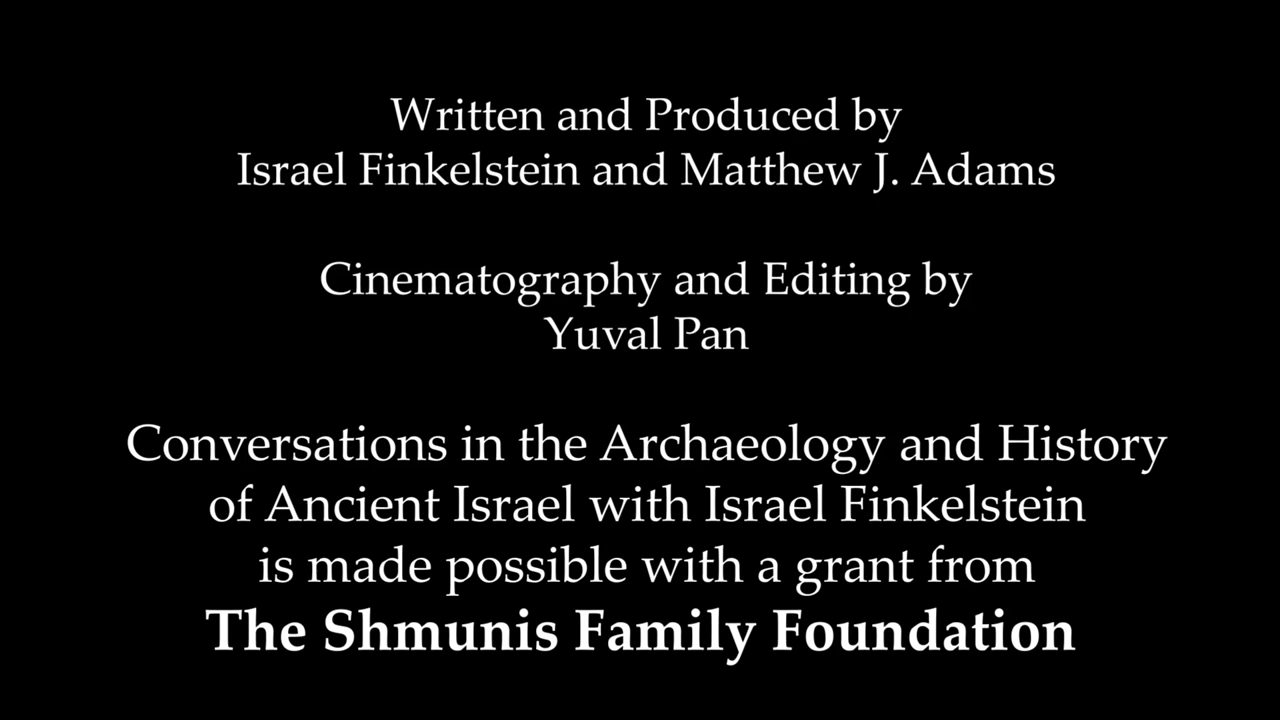 Written and Produced by
Israel Finkelstein and Matthew J. Adams
Cinematography and Editing by
Yuval Pan
Conversations in the Archaeology and History
of Ancient Israel with Israel Finkelstein
is made possible with a grant from
The Shmunis Family Foundation